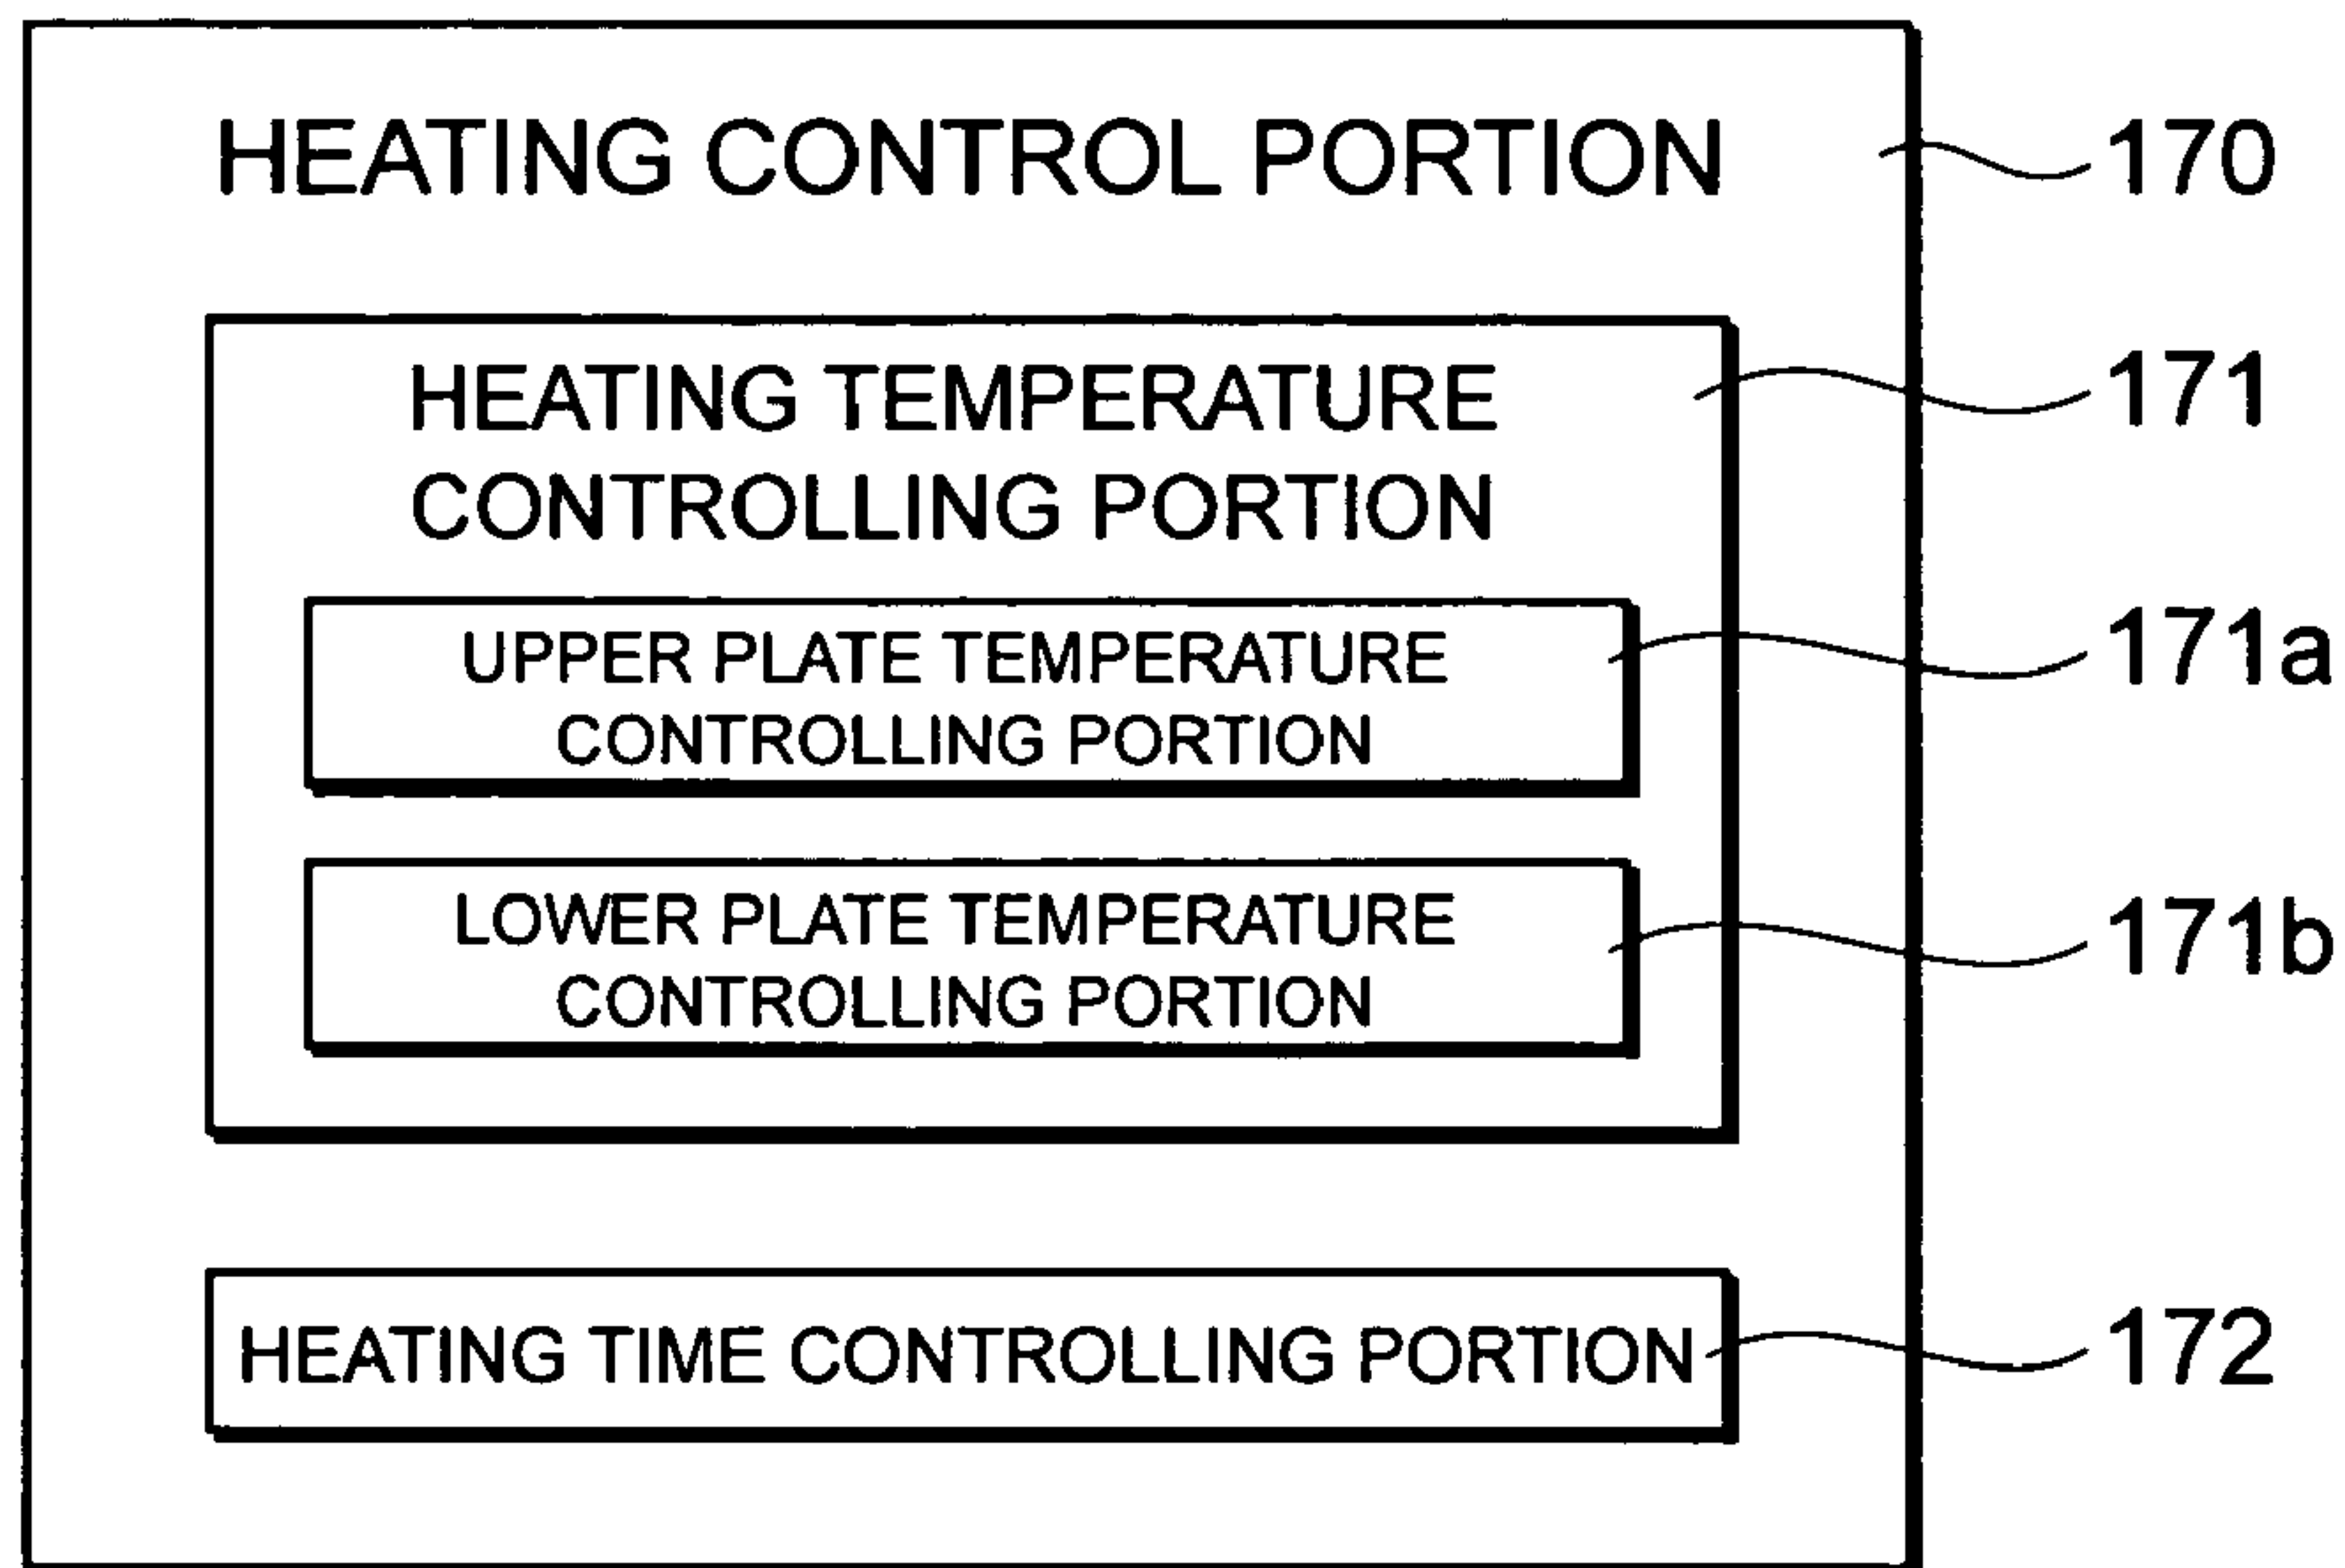 HEATING CONTROL PORTION 170
HEATING TEMPERATURE 171
CONTROLLING PORTION
UPPER PLATE TEMPERATURE 171a
CONTROLLING PORTION
LOWER PLATE TEMPERATURE 171b
CONTROLLING PORTION
HEATING TIME CONTROLLING PORTION 172